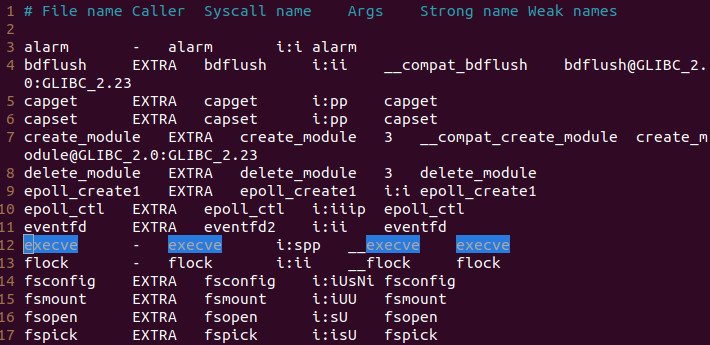 1 # File name Caller Syscall name Args Strong name Weak names
2
3 alarm - alarm i:i alarm
4 bdflush EXTRA bdflush i:ii __compat_bdflush bdflush@GLIBC_2.
0:GLIBC_2.23
5 capget EXTRA capget i:pp capget
6 capset EXTRA capset i:pp capset
7 create_module EXTRA create_module 3 __compat_create_module create_m
odule@GLIBC_2.0:GLIBC_2.23
8 delete_module EXTRA delete_module 3 delete_module
9 epoll_create1 EXTRA epoll_create1 i:i epoll_create1
10 epoll_ctl EXTRA epoll_ctl i:iiip epoll_ctl
11 eventfd EXTRA eventfd2 i:ii eventfd
12 execve - execve i:spp __execve execve
13 flock - flock i:ii __flock flock
14 fsconfig EXTRA fsconfig i:iUsNi fsconfig
15 fsmount EXTRA fsmount i:iUU fsmount
16 fsopen EXTRA fsopen i:sU fsopen
17 fspick EXTRA fspick i:isU fspick